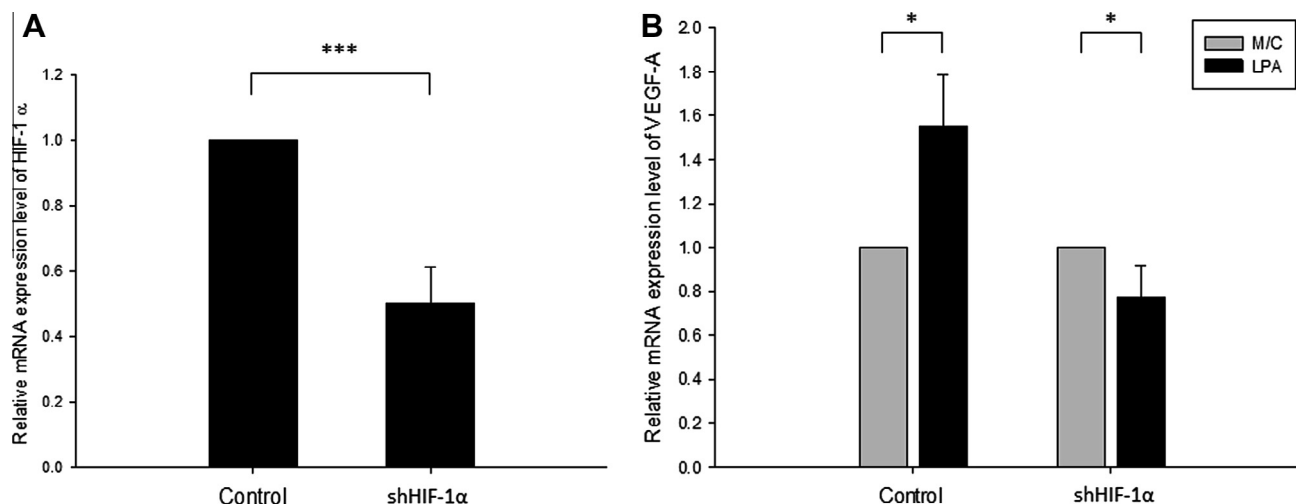 A
Relative mRNA expression level of HIF-1 α
1.2
1.0
0.8
0.6
0.4
0.2
0.0
***
Control
shHIF-1α
B
Relative mRNA expression level of VEGF-A
2.0
1.8
1.6
1.4
1.2
1.0
0.8
0.6
0.4
0.2
0.0
*
*
M/C
LPA
Control
shHIF-1α